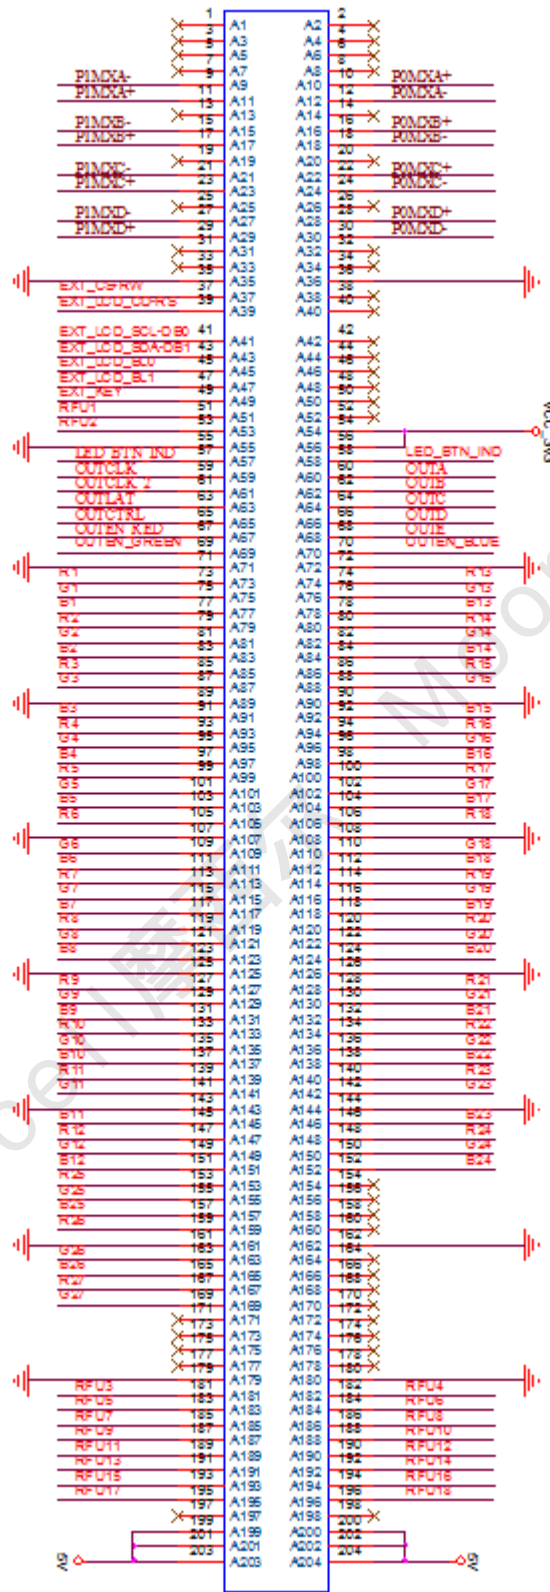 1 A1 A2 2
3 A3 A4 4
5 A5 A6 6
7 A7 A8 8
P1MXA- 9 A9 A10 10 P0MXA+
P1MXA+ 11 A11 A12 12 P0MXA-
13 A13 A14 14
P1MXB- 15 A15 A16 16 P0MXB+
P1MXB+ 17 A17 A18 18 P0MXB-
19 A19 A20 20
P1MXC- 21 A21 A22 22 P0MXC+
P1MXC+ 23 A23 A24 24 P0MXC-
25 A25 A26 26
P1MXD- 27 A27 A28 28 P0MXD+
P1MXD+ 29 A29 A30 30 P0MXD-
31 A31 A32 32
33 A33 A34 34
35 A35 A36 36
EXT_CS-RW 37 A37 A38 38
EXT_LCD_CD-RS 39 A39 A40 40
EXT_LCD_SCL-DB0 41 A41 A42 42
EXT_LCD_SDA-DB1 43 A43 A44 44
EXT_LCD_BL0 45 A45 A46 46
EXT_LCD_BL1 47 A47 A48 48
EXT_KEY 49 A49 A50 50
RFU1 51 A51 A52 52
RFU2 53 A53 A54 54 VCC_3V3
55 A55 A56 56
LED_BTN_IND 57 A57 A58 58 LED_BTN_IND
OUTCLK 59 A59 A60 60 OUTA
OUTCLK_2 61 A61 A62 62 OUTB
OUTLAT 63 A63 A64 64 OUTC
OUTCTRL 65 A65 A66 66 OUTD
OUTEN_RED 67 A67 A68 68 OUTE
OUTEN_GREEN 69 A69 A70 70 OUTEN_BLUE
71 A71 A72 72
R1 73 A73 A74 74 R13
G1 75 A75 A76 76 G13
B1 77 A77 A78 78 B13
R2 79 A79 A80 80 R14
G2 81 A81 A82 82 G14
B2 83 A83 A84 84 B14
R3 85 A85 A86 86 R15
G3 87 A87 A88 88 G15
89 A89 A90 90
B3 91 A91 A92 92 B15
R4 93 A93 A94 94 R16
G4 95 A95 A96 96 G16
B4 97 A97 A98 98 B16
R5 99 A99 A100 100 R17
G5 101 A101 A102 102 G17
B5 103 A103 A104 104 B17
R6 105 A105 A106 106 R18
107 A107 A108 108
G6 109 A109 A110 110 G18
B6 111 A111 A112 112 B18
R7 113 A113 A114 114 R19
G7 115 A115 A116 116 G19
B7 117 A117 A118 118 B19
R8 119 A119 A120 120 R20
G8 121 A121 A122 122 G20
B8 123 A123 A124 124 B20
125 A125 A126 126
R9 127 A127 A128 128 R21
G9 129 A129 A130 130 G21
B9 131 A131 A132 132 B21
R10 133 A133 A134 134 R22
G10 135 A135 A136 136 G22
B10 137 A137 A138 138 B22
R11 139 A139 A140 140 R23
G11 141 A141 A142 142 G23
143 A143 A144 144
B11 145 A145 A146 146 B23
R12 147 A147 A148 148 R24
G12 149 A149 A150 150 G24
B12 151 A151 A152 152 B24
R25 153 A153 A154 154
G25 155 A155 A156 156
B25 157 A157 A158 158
R26 159 A159 A160 160
161 A161 A162 162
G26 163 A163 A164 164
B26 165 A165 A166 166
R27 167 A167 A168 168
G27 169 A169 A170 170
171 A171 A172 172
173 A173 A174 174
175 A175 A176 176
177 A177 A178 178
179 A179 A180 180
RFU3 181 A181 A182 182 RFU4
RFU5 183 A183 A184 184 RFU6
RFU7 185 A185 A186 186 RFU8
RFU9 187 A187 A188 188 RFU10
RFU11 189 A189 A190 190 RFU12
RFU13 191 A191 A192 192 RFU14
RFU15 193 A193 A194 194 RFU16
RFU17 195 A195 A196 196 RFU18
197 A197 A198 198
199 A199 A200 200
201 A201 A202 202
5V 203 A203 A204 204 5V